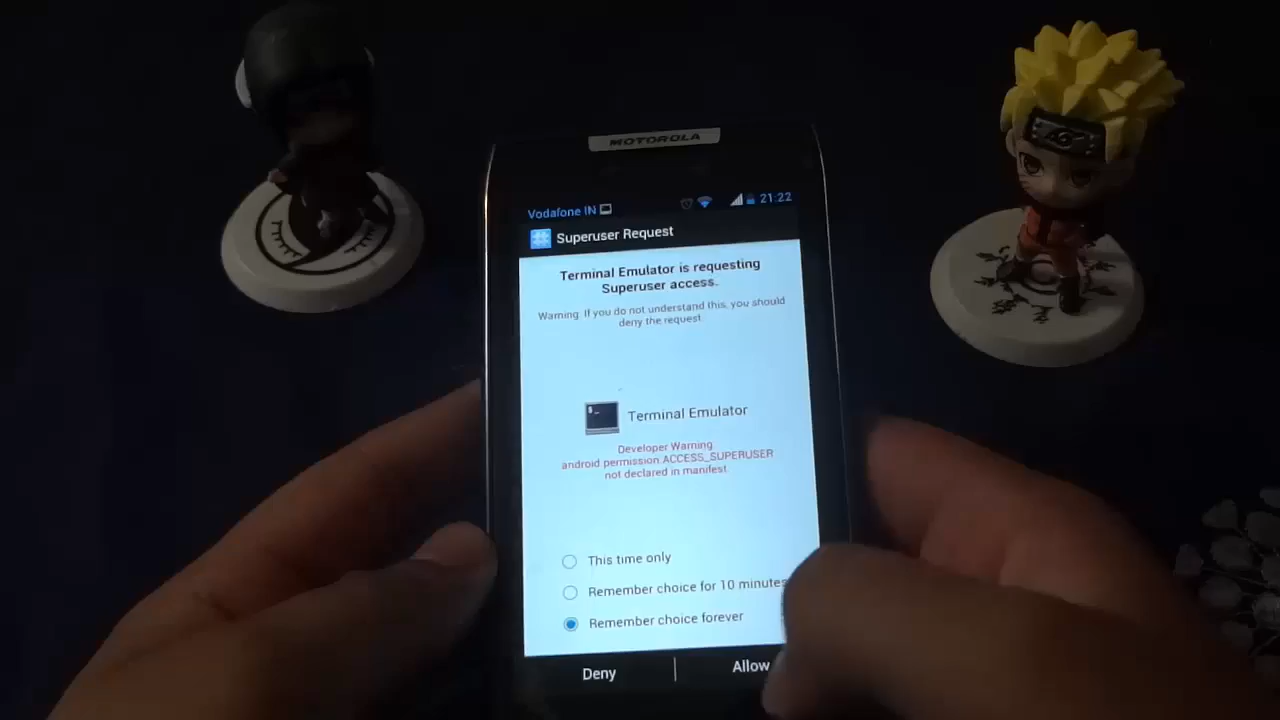 MOTOROLA
Vodafone IN 21:22
Superuser Request
Terminal Emulator is requesting
Superuser access.
Warning: If you do not understand this, you should
deny the request.
Terminal Emulator
Developer Warning:
android.permission.ACCESS_SUPERUSER
not declared in manifest.
This time only
Remember choice for 10 minutes
Remember choice forever
Deny Allow